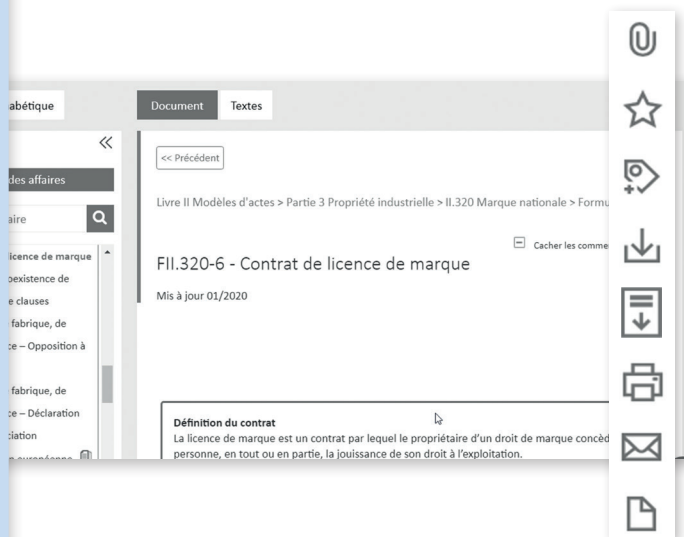 abétique
Document
Textes
des affaires
aire
licence de marque
oexistence de
e clauses
fabrique, de
ce – Opposition à
fabrique, de
ce – Déclaration
ciation
<< Précédent
Livre II Modèles d'actes > Partie 3 Propriété industrielle > II.320 Marque nationale > Formu
Cacher les comme
FII.320-6 - Contrat de licence de marque
Mis à jour 01/2020
Définition du contrat
La licence de marque est un contrat par lequel le propriétaire d'un droit de marque concèd
personne, en tout ou en partie, la jouissance de son droit à l'exploitation.